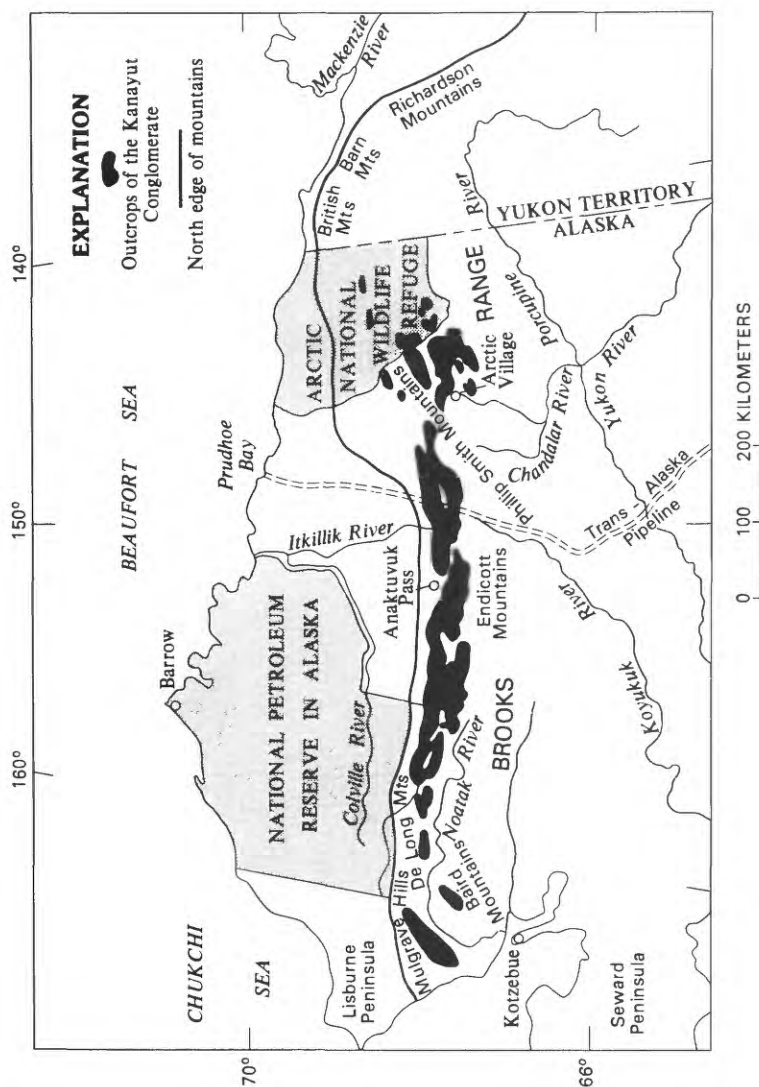 EXPLANATION
Outcrops of the Kanayut
Conglomerate
North edge of mountains
160°
150°
140°
70°
66°
CHUKCHI
SEA
BEAUFORT SEA
Barrow
Prudhoe
Bay
Mackenzie
River
NATIONAL PETROLEUM
RESERVE IN ALASKA
Colville River
Itkillik River
ARCTIC
NATIONAL
WILDLIFE
REFUGE
British
Mts
Barn
Mts
Richardson
Mountains
Lisburne
Peninsula
Mulgrave Hills
De Long Mts
Noatak River
Baird
Mountains
Anaktuvuk
Pass
Endicott
Mountains
Phillip Smith Mountains
Arctic
Village
BROOKS RANGE
Chandalar River
Porcupine River
YUKON TERRITORY
ALASKA
Yukon River
Trans - Alaska
Pipeline
Koyukuk River
Kotzebue
Seward
Peninsula
0 100 200 KILOMETERS